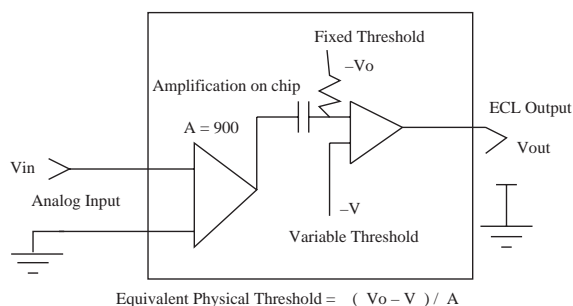 Fixed Threshold
–Vo
Amplification on chip
ECL Output
A = 900
Vin
Vout
Analog Input
–V
Variable Threshold
Equivalent Physical Threshold = ( Vo – V ) / A